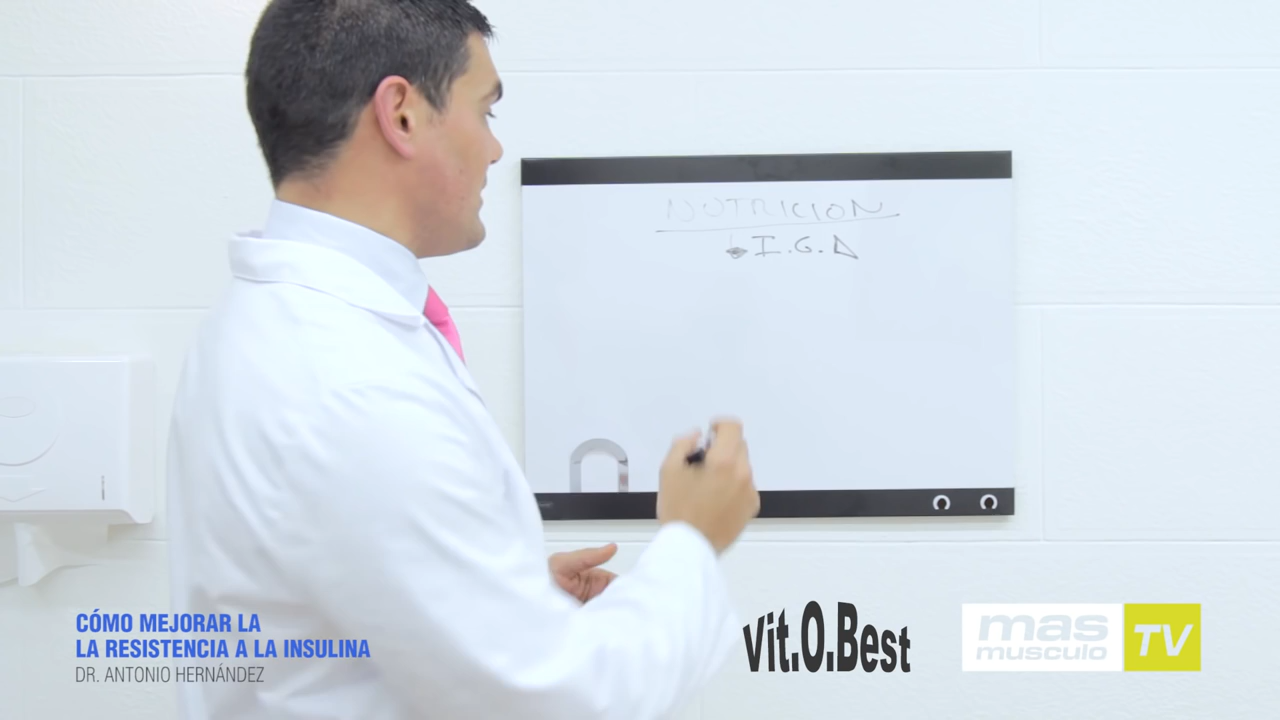 NUTRICION
↓ I.G. Δ
CÓMO MEJORAR LA
LA RESISTENCIA A LA INSULINA
DR. ANTONIO HERNÁNDEZ
Vit.O.Best
mas
musculo
TV